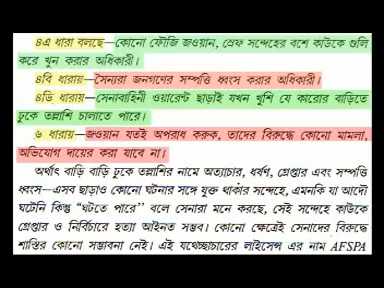 ৪এ ধারা বলছে—কোনো ফৌজি জওয়ান, স্রেফ সন্দেহের বশে কাউকে গুলি
করে খুন করার অধিকারী।
৪বি ধারায়—সৈন্যরা জনগণের সম্পত্তি ধ্বংস করার অধিকারী।
৪ডি ধারায়—সেনাবাহিনী ওয়ারেন্ট ছাড়াই যখন খুশি যে কারোর বাড়িতে
ঢুকে তল্লাশি চালাতে পারে।
৬ ধারায়—জওয়ান যতই অপরাধ করুক, তাদের বিরুদ্ধে কোনো মামলা,
অভিযোগ দায়ের করা যাবে না।
অর্থাৎ বাড়ি বাড়ি ঢুকে তল্লাশির নামে অত্যাচার, ধর্ষণ, গ্রেপ্তার এবং সম্পত্তি
ধ্বংস—এসব ছাড়াও কোনো ঘটনার সঙ্গে যুক্ত থাকার সন্দেহে, এমনকি যা আদৌ
ঘটেনি কিন্তু “ঘটতে পারে” বলে সেনারা মনে করছে, সেই সন্দেহে কাউকে
গ্রেপ্তার ও নির্বিচারে হত্যা আইনত সম্ভব। কোনো ক্ষেত্রেই সেনাদের বিরুদ্ধে
শাস্তির কোনো সম্ভাবনা নেই। এই যথেচ্ছাচারের লাইসেন্স এর নাম AFSPA